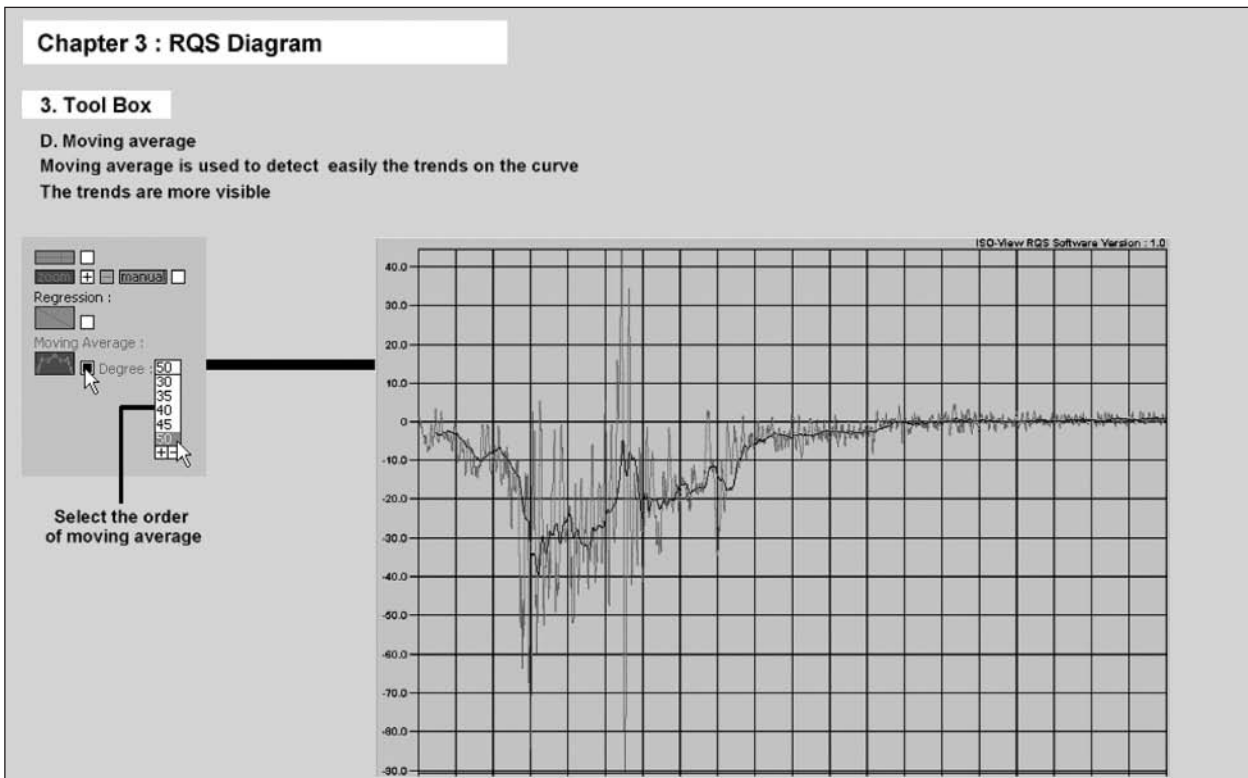 Chapter 3 : RQS Diagram
3. Tool Box
D. Moving average
Moving average is used to detect easily the trends on the curve
The trends are more visible
zoom + - manual
Regression :
Moving Average :
Degree : 50
30
35
40
45
50
+ -
Select the order
of moving average
ISO-View RQS Software Version : 1.0
40.0
30.0
20.0
10.0
0
-10.0
-20.0
-30.0
-40.0
-50.0
-60.0
-70.0
-80.0
-90.0